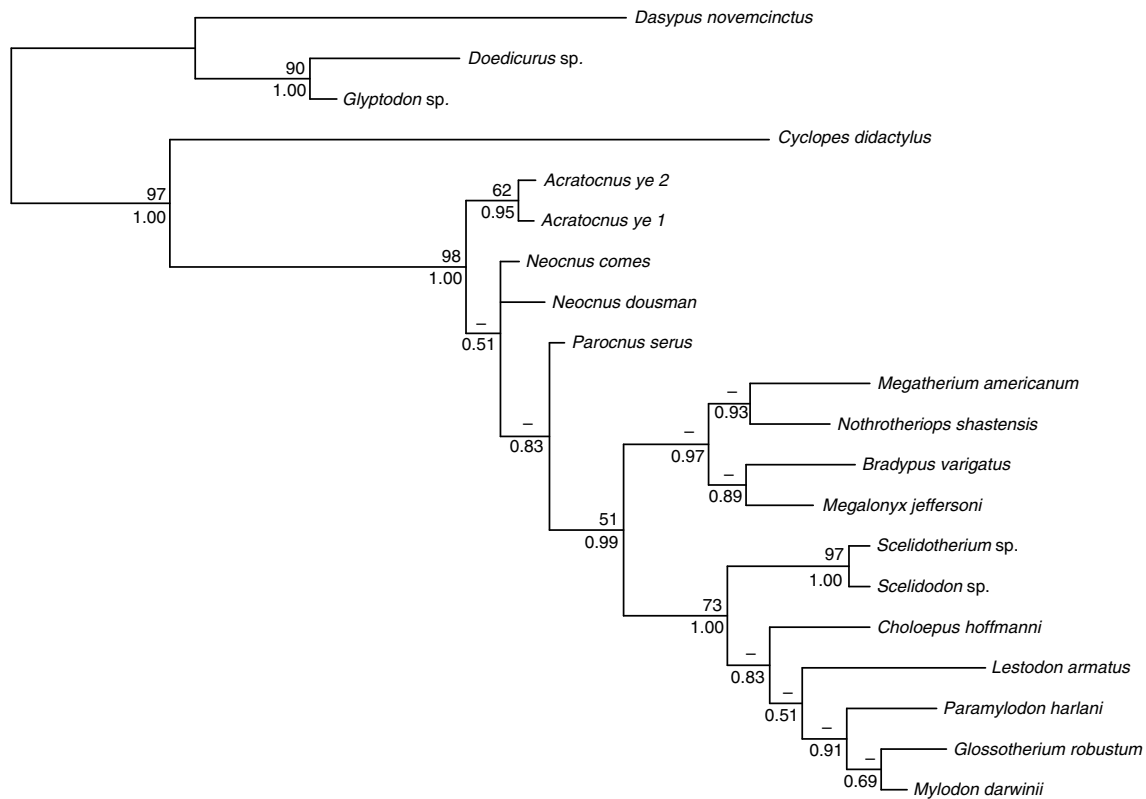 Dasypus novemcinctus
90
Doedicurus sp.
1.00
Glyptodon sp.
Cyclopes didactylus
97
1.00
62
Acratocnus ye 2
0.95
Acratocnus ye 1
98
1.00
Neocnus comes
Neocnus dousman
–
0.51
Parocnus serus
–
0.83
Megatherium americanum
–
0.93
Nothrotheriops shastensis
–
0.97
Bradypus varigatus
–
0.89
Megalonyx jeffersoni
51
0.99
Scelidotherium sp.
97
1.00
Scelidodon sp.
73
1.00
Choloepus hoffmanni
–
0.83
Lestodon armatus
–
0.51
Paramylodon harlani
–
0.91
Glossotherium robustum
–
0.69
Mylodon darwinii